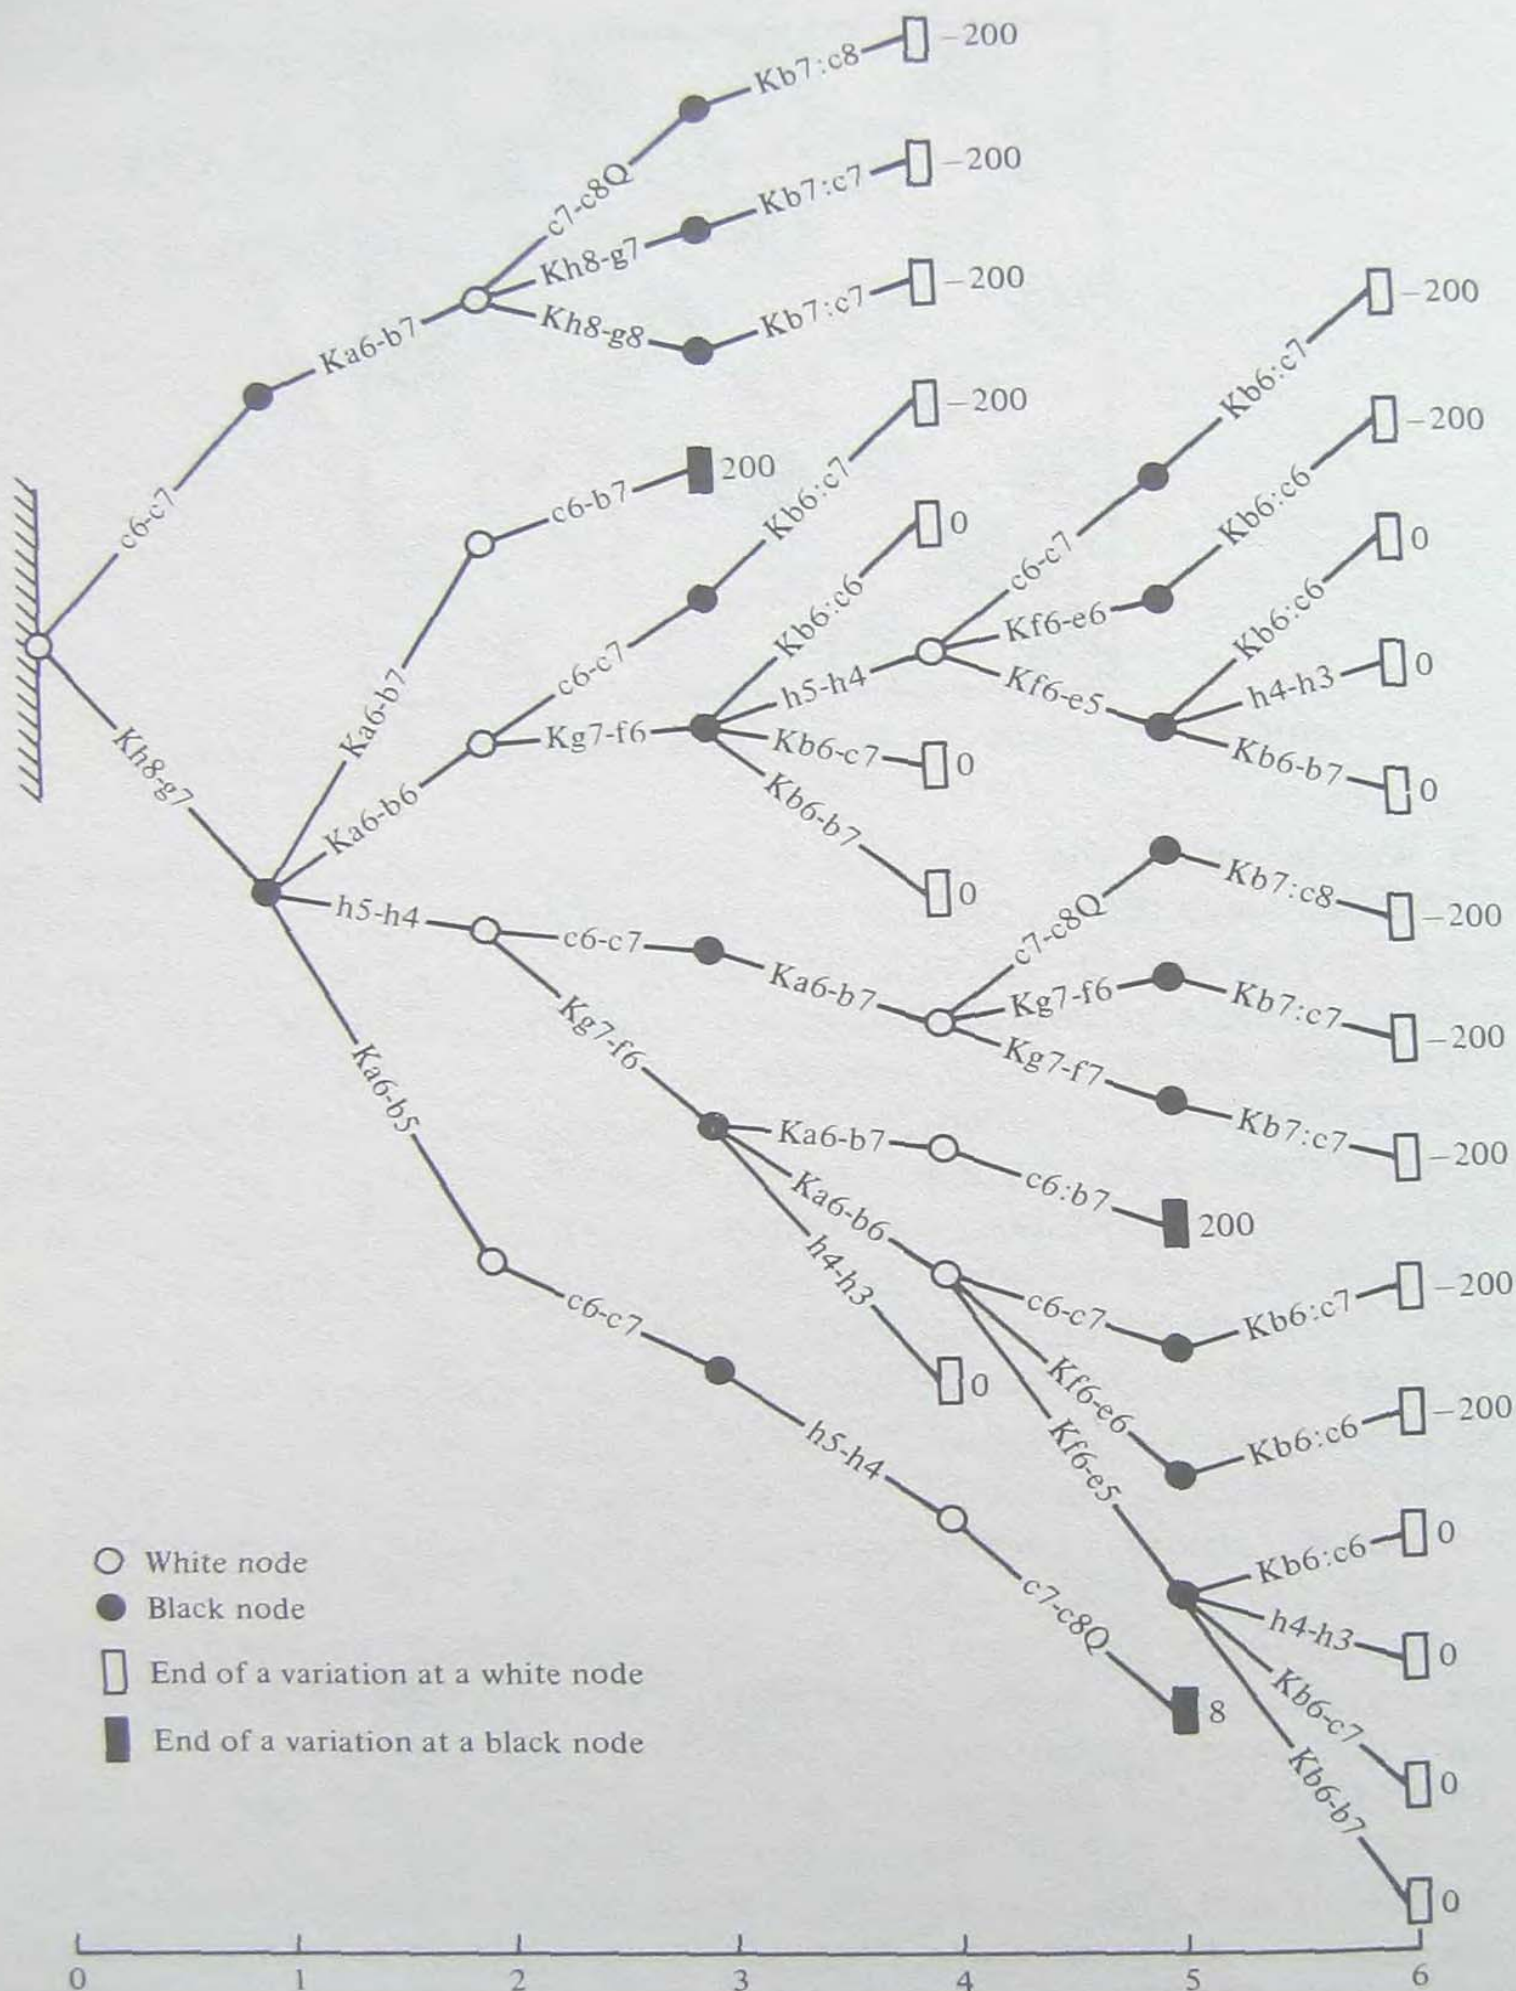 Kb7:c8 -200
c7-c8Q
Kb7:c7 -200
Kh8-g7
Kb7:c7 -200
Kh8-g8
Ka6-b7
c6-c7
Kb6:c7 -200
c6-b7 200
Kb6:c7 -200
Kb6:c6 -200
Kb6:c6 0
c6-c7
Kb6:c6 0
Kf6-e6
h5-h4
Kf6-e5
h4-h3 0
Ka6-b7
c6-c7
Kg7-f6
Kb6-c7 0
Kb6-b7 0
Kh8-g7
Ka6-b6
Kb6-b7 0
h5-h4
c6-c7
Ka6-b7
c7-c8Q
Kb7:c8 -200
Kg7-f6
Kb7:c7 -200
Kg7-f7
Kb7:c7 -200
Kg7-f6
Ka6-b5
Ka6-b7
c6:b7 200
Ka6-b6
h4-h3 0
c6-c7
Kb6:c7 -200
Kf6-e6
Kb6:c6 -200
Kf6-e5
c6-c7
h5-h4
c7-c8Q 8
Kb6:c6 0
h4-h3 0
Kb6-c7 0
Kb6-b7 0
White node
Black node
End of a variation at a white node
End of a variation at a black node
0 1 2 3 4 5 6